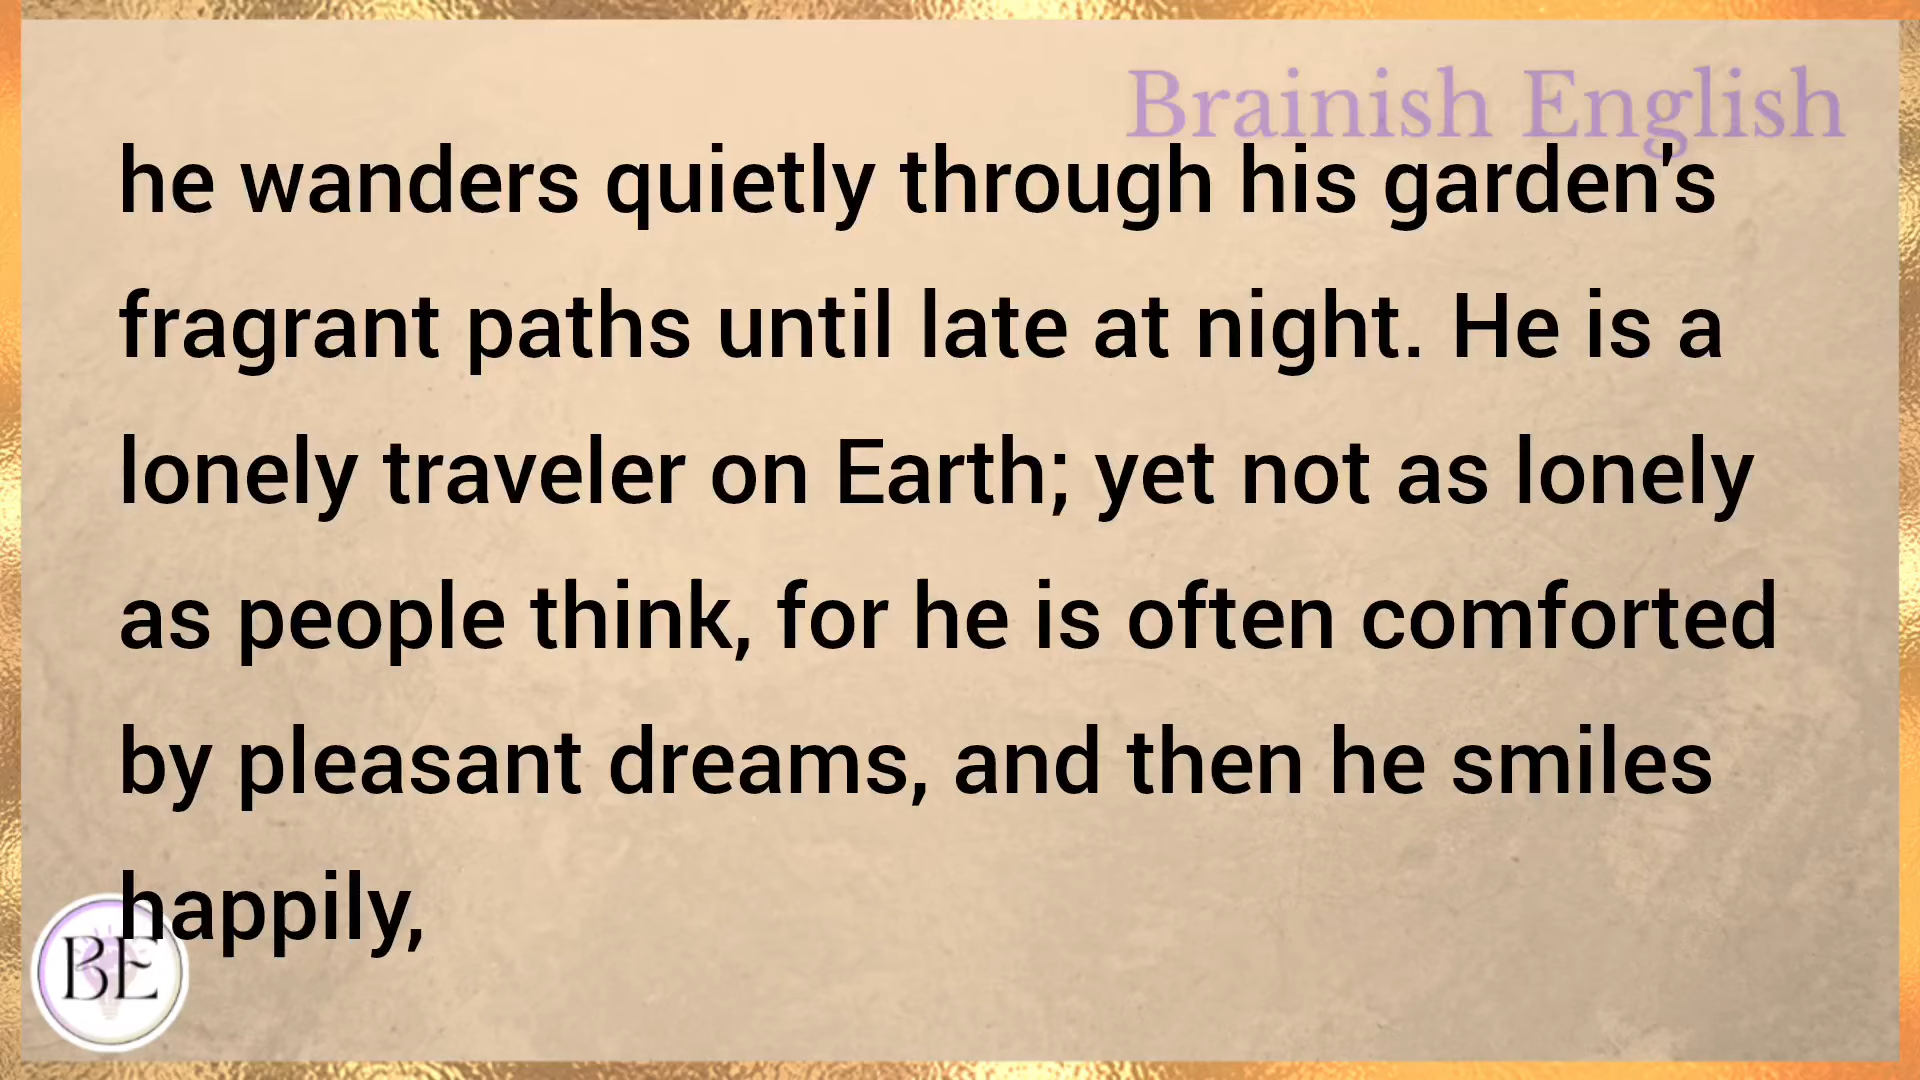 Brainish English
he wanders quietly through his garden's
fragrant paths until late at night. He is a
lonely traveler on Earth; yet not as lonely
as people think, for he is often comforted
by pleasant dreams, and then he smiles
happily,
BE